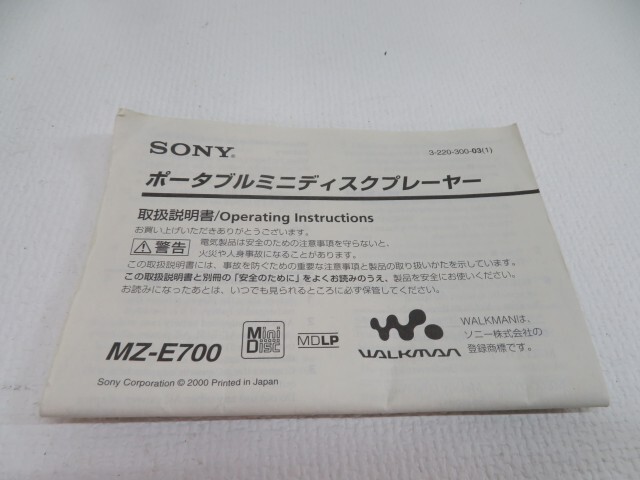 SONY®
3-220-300-03(1)
ポータブルミニディスクプレーヤー
取扱説明書/Operating Instructions
お買い上げいただきありがとうございます。
警告
電気製品は安全のための注意事項を守らないと、
火災や人身事故になることがあります。
この取扱説明書には、事故を防ぐための重要な注意事項と製品の取り扱いかたを示しています。
この取扱説明書と別冊の「安全のために」をよくお読みのうえ、製品を安全にお使いください。
お読みになったあとは、いつでも見られるところに必ず保管してください。
MZ-E700
Mini Disc
MDLP
WALKMAN
WALKMANは、
ソニー株式会社の
登録商標です。
Sony Corporation © 2000 Printed in Japan